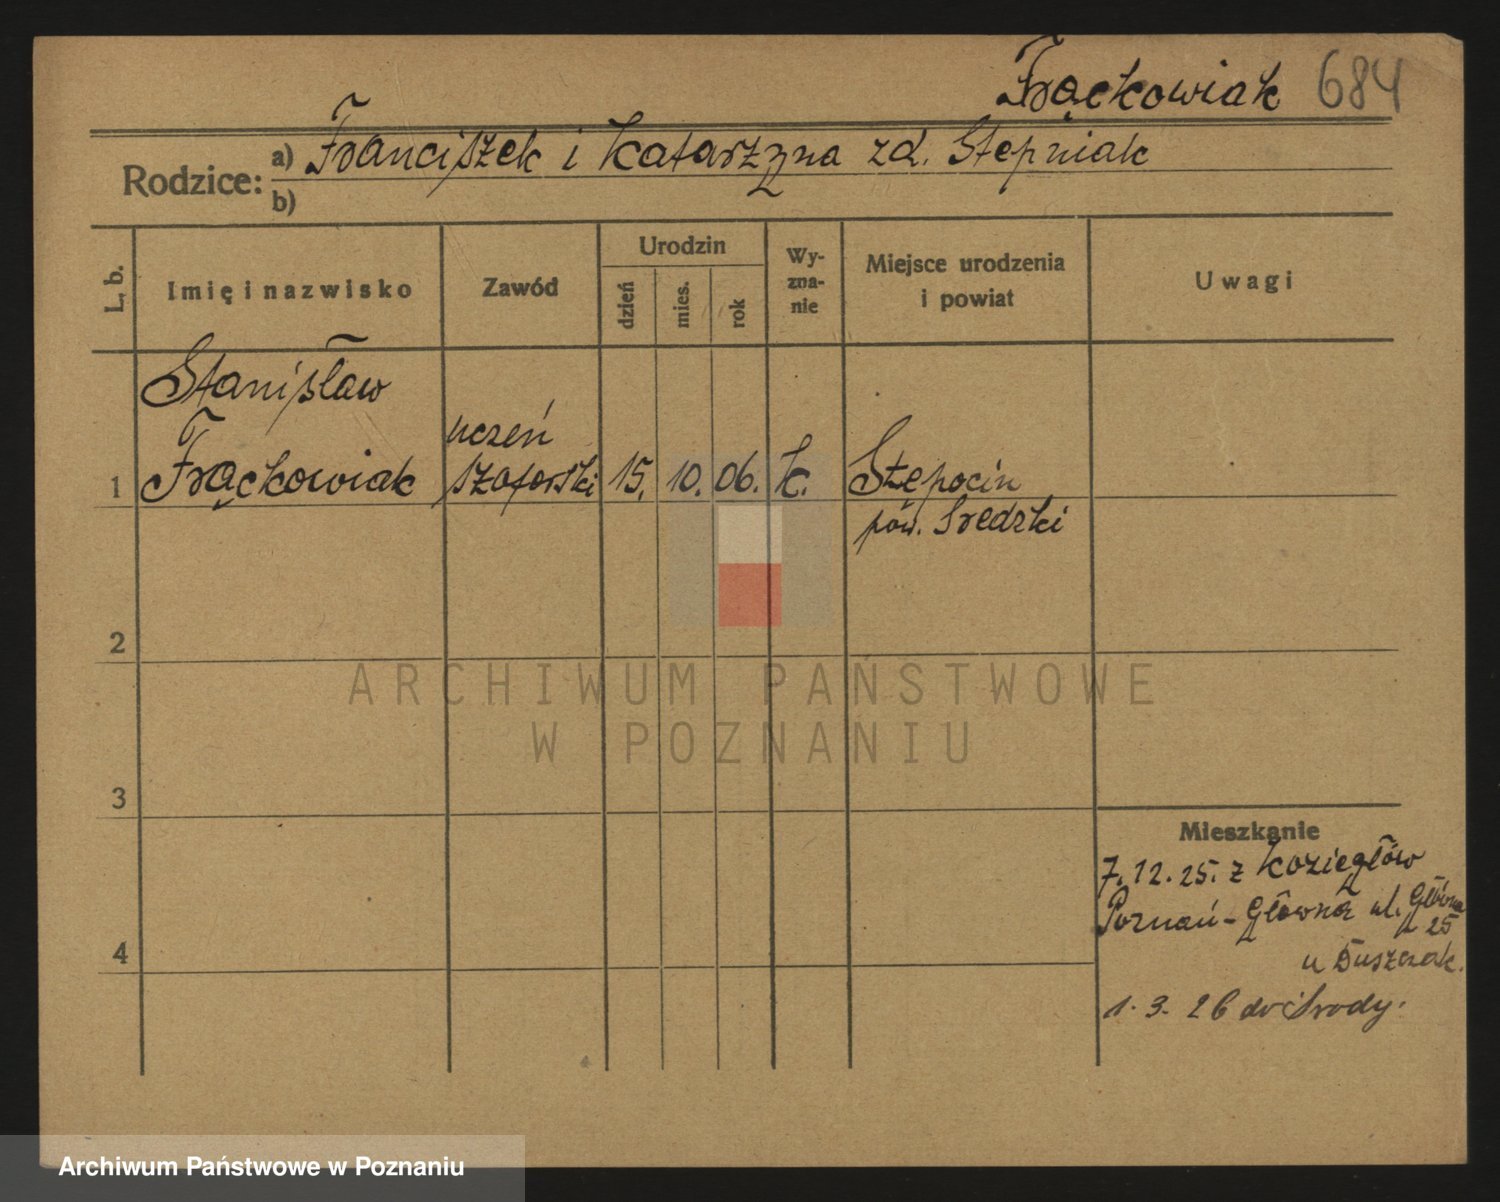 Frąckowiak 684
Rodzice: a) Franciszek i Katarzyna zd. Stepniak
b)
L. b. Imię i nazwisko Zawód Urodzin dzień mies. rok Wy-zna-nie Miejsce urodzenia i powiat Uwagi
Stanisław
uczeń
1 Frąckowiak szoferski 15. 10. 06. k. Stępocin
pow. Sredzki
2
ARCHIWUM PAŃSTWOWE
W POZNANIU
3
Mieszkanie
7. 12. 25. z Koziegłów
Poznań-Główna ul. Główna
25
4
u Duszczak.
1. 3. 26 do Środy.
Archiwum Państwowe w Poznaniu